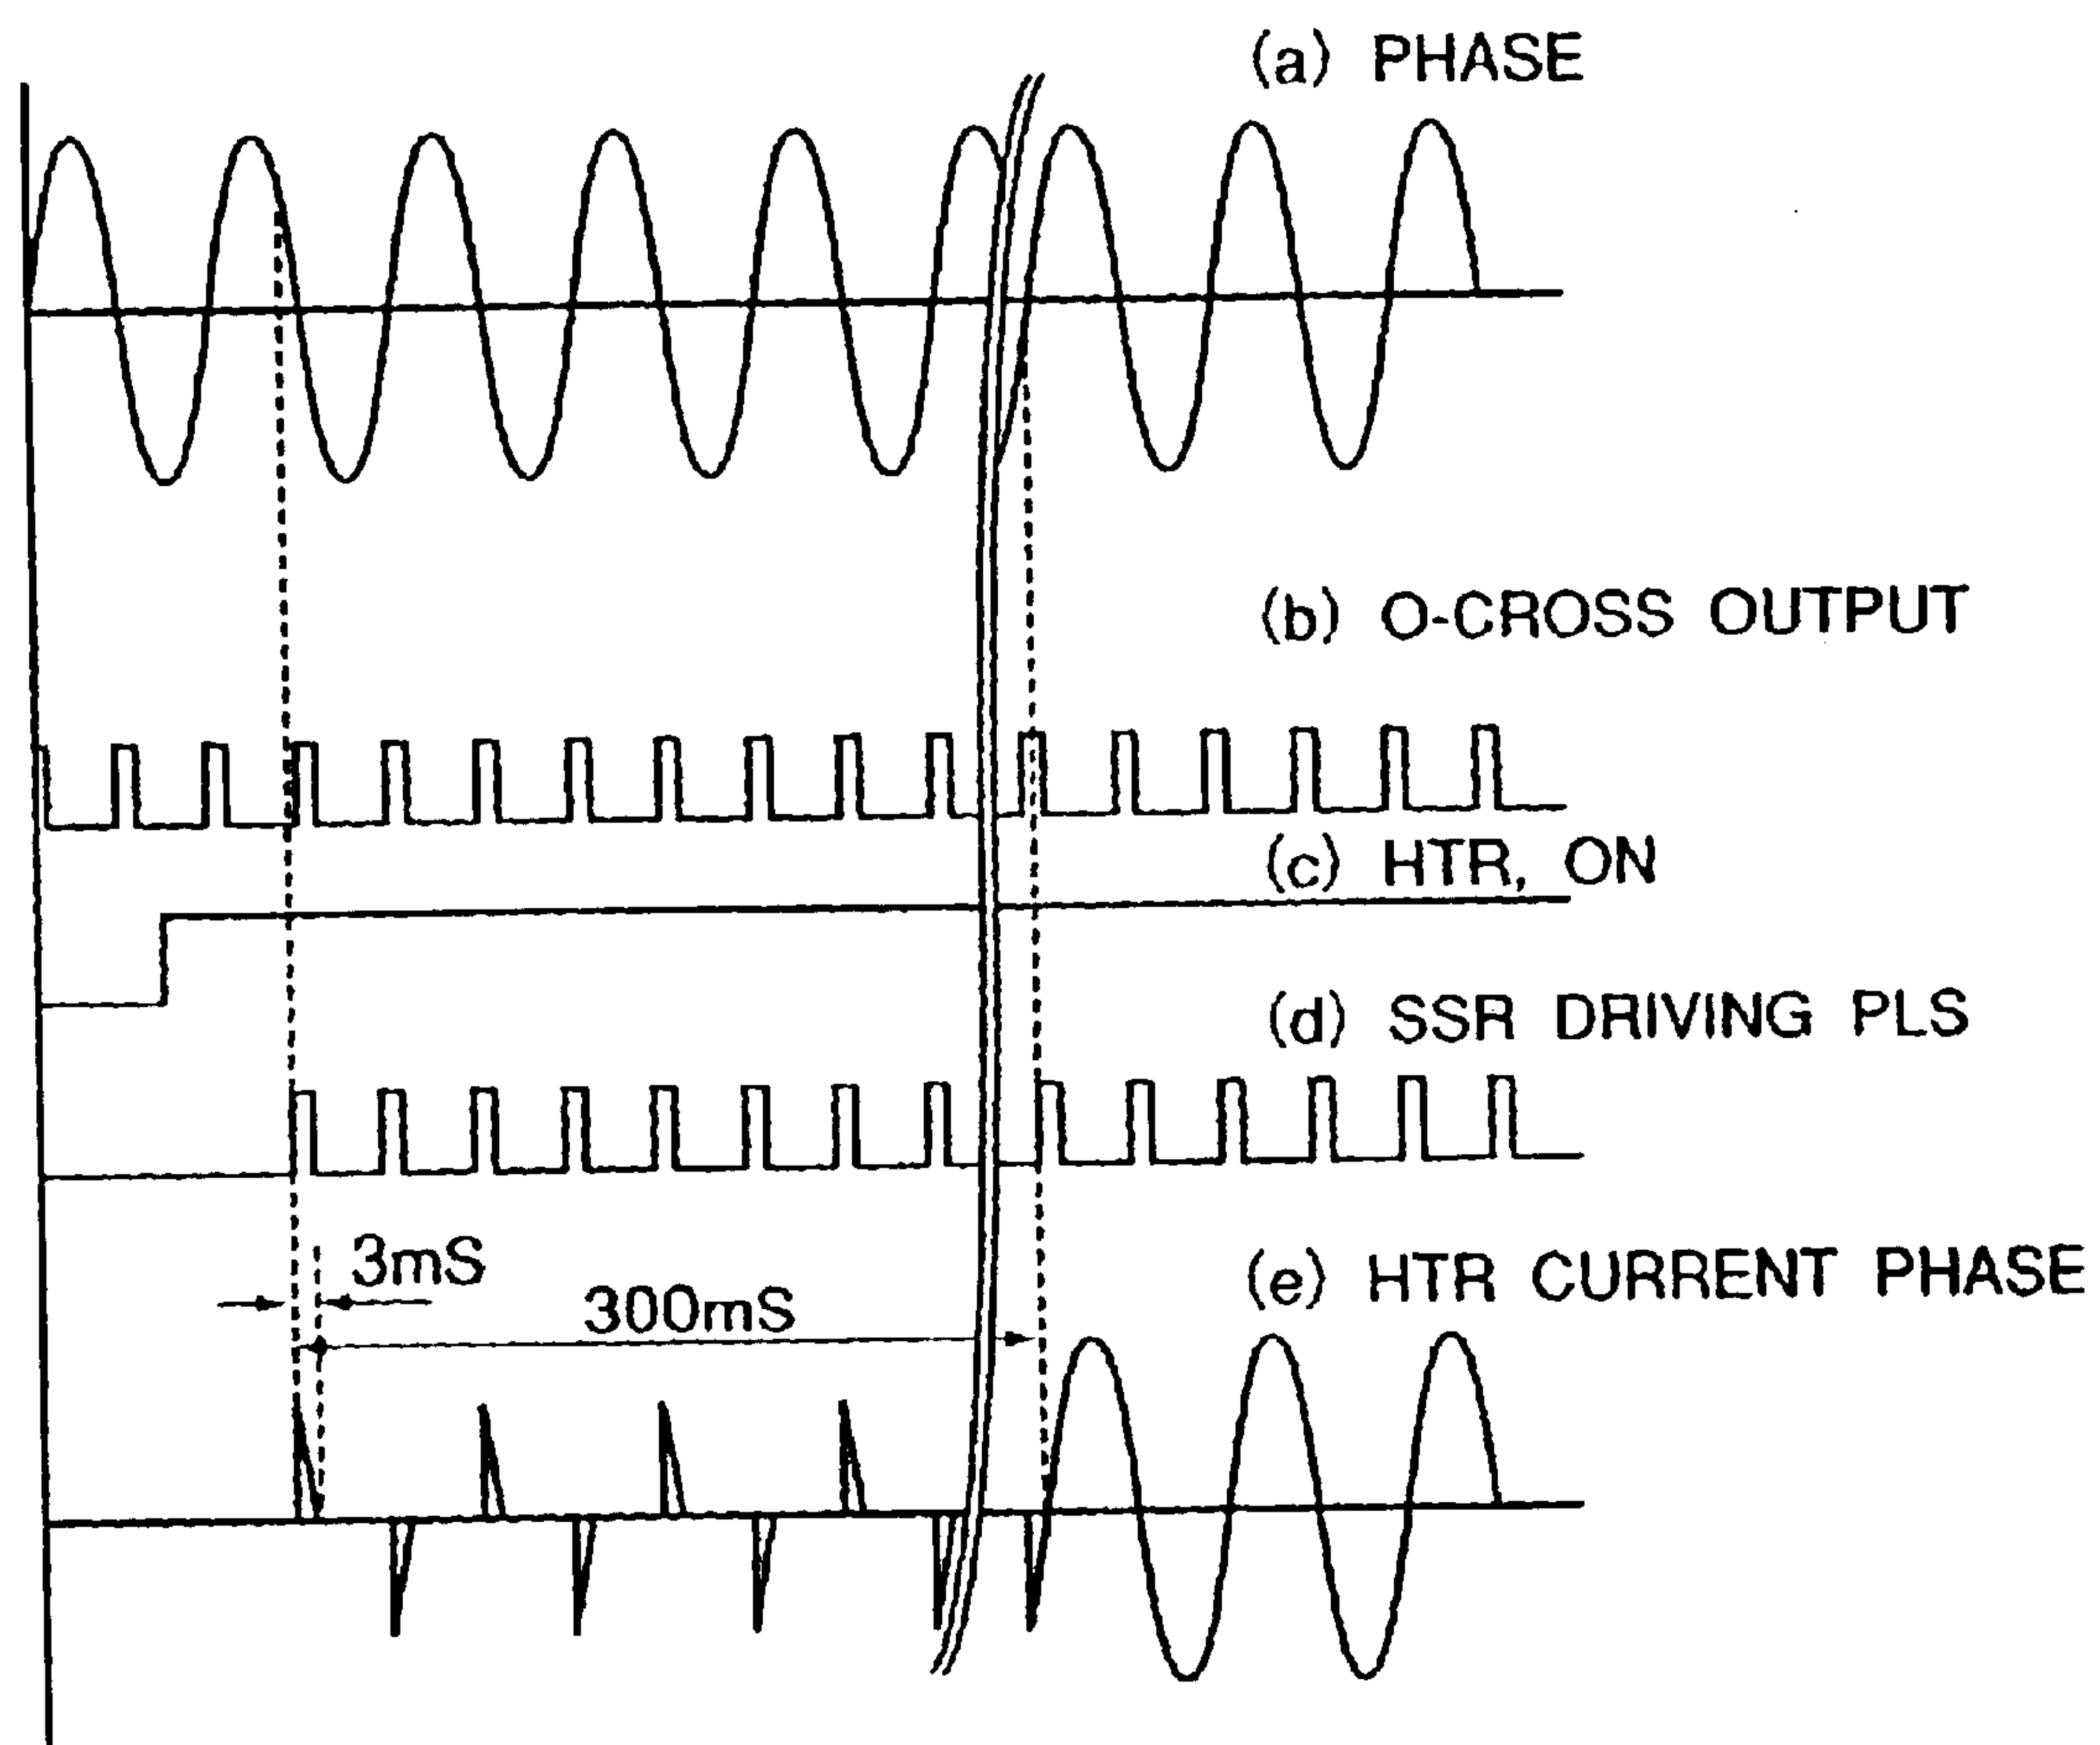 (a) PHASE
(b) O-CROSS OUTPUT
(c) HTR, ON
(d) SSR DRIVING PLS
3mS
300mS
(e) HTR CURRENT PHASE